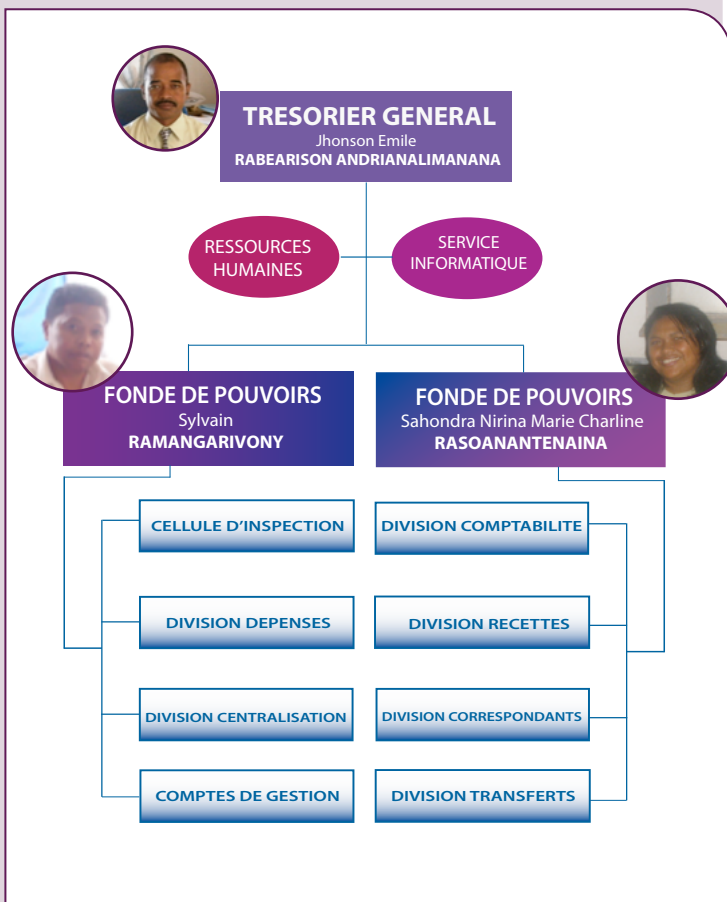 TRESORIER GENERAL
Jhonson Emile
RABEARISON ANDRIANALIMANANA
RESSOURCES
HUMAINES
SERVICE
INFORMATIQUE
FONDE DE POUVOIRS
Sylvain
RAMANGARIVONY
FONDE DE POUVOIRS
Sahondra Nirina Marie Charline
RASOANANTENAINA
CELLULE D'INSPECTION
DIVISION DEPENSES
DIVISION CENTRALISATION
COMPTES DE GESTION
DIVISION COMPTABILITE
DIVISION RECETTES
DIVISION CORRESPONDANTS
DIVISION TRANSFERTS